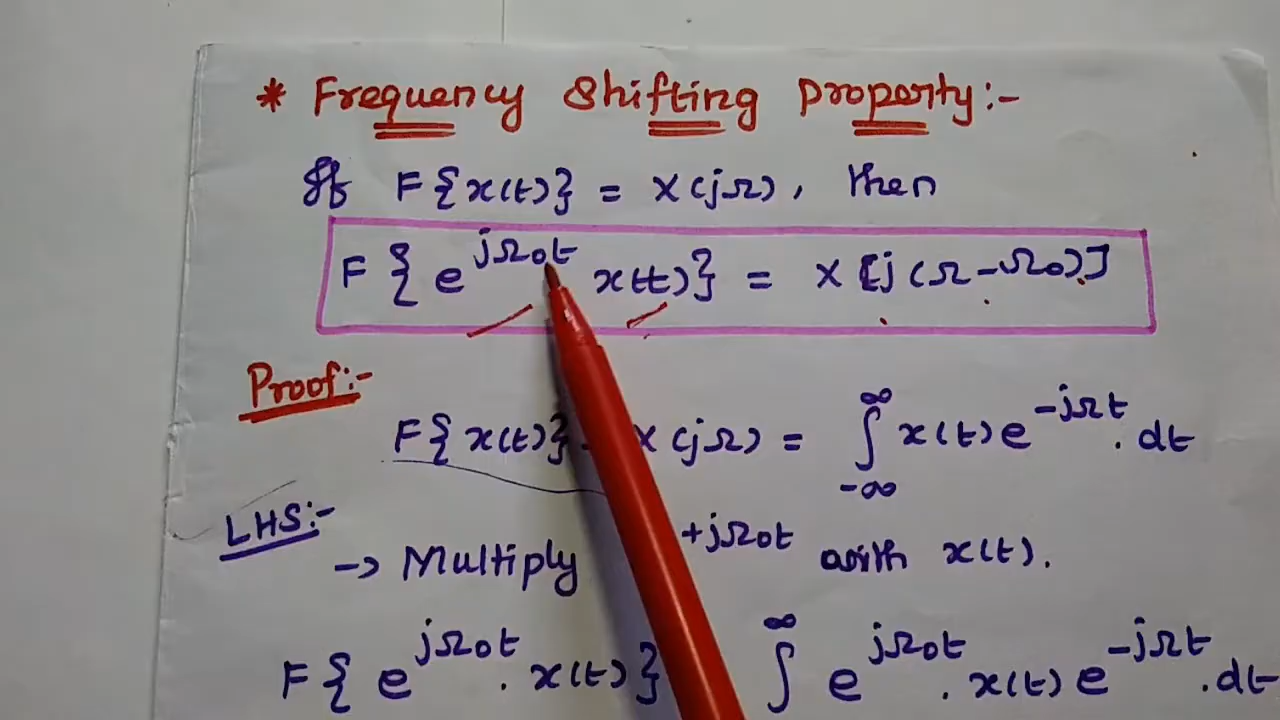 * Frequency Shifting Property:-
If F{x(t)} = X(jΩ), then
F{e^{jΩ₀t} x(t)} = X[j(Ω-Ω₀)]
Proof:-
F{x(t)} = X(jΩ) = ∫_{-∞}^{∞} x(t) e^{-jΩt}. dt
LHS:-
→ Multiply ^{+jΩ₀t} with x(t).
F{e^{jΩ₀t}. x(t)} ∫^{∞} e^{jΩ₀t}. x(t) e^{-jΩt}. dt